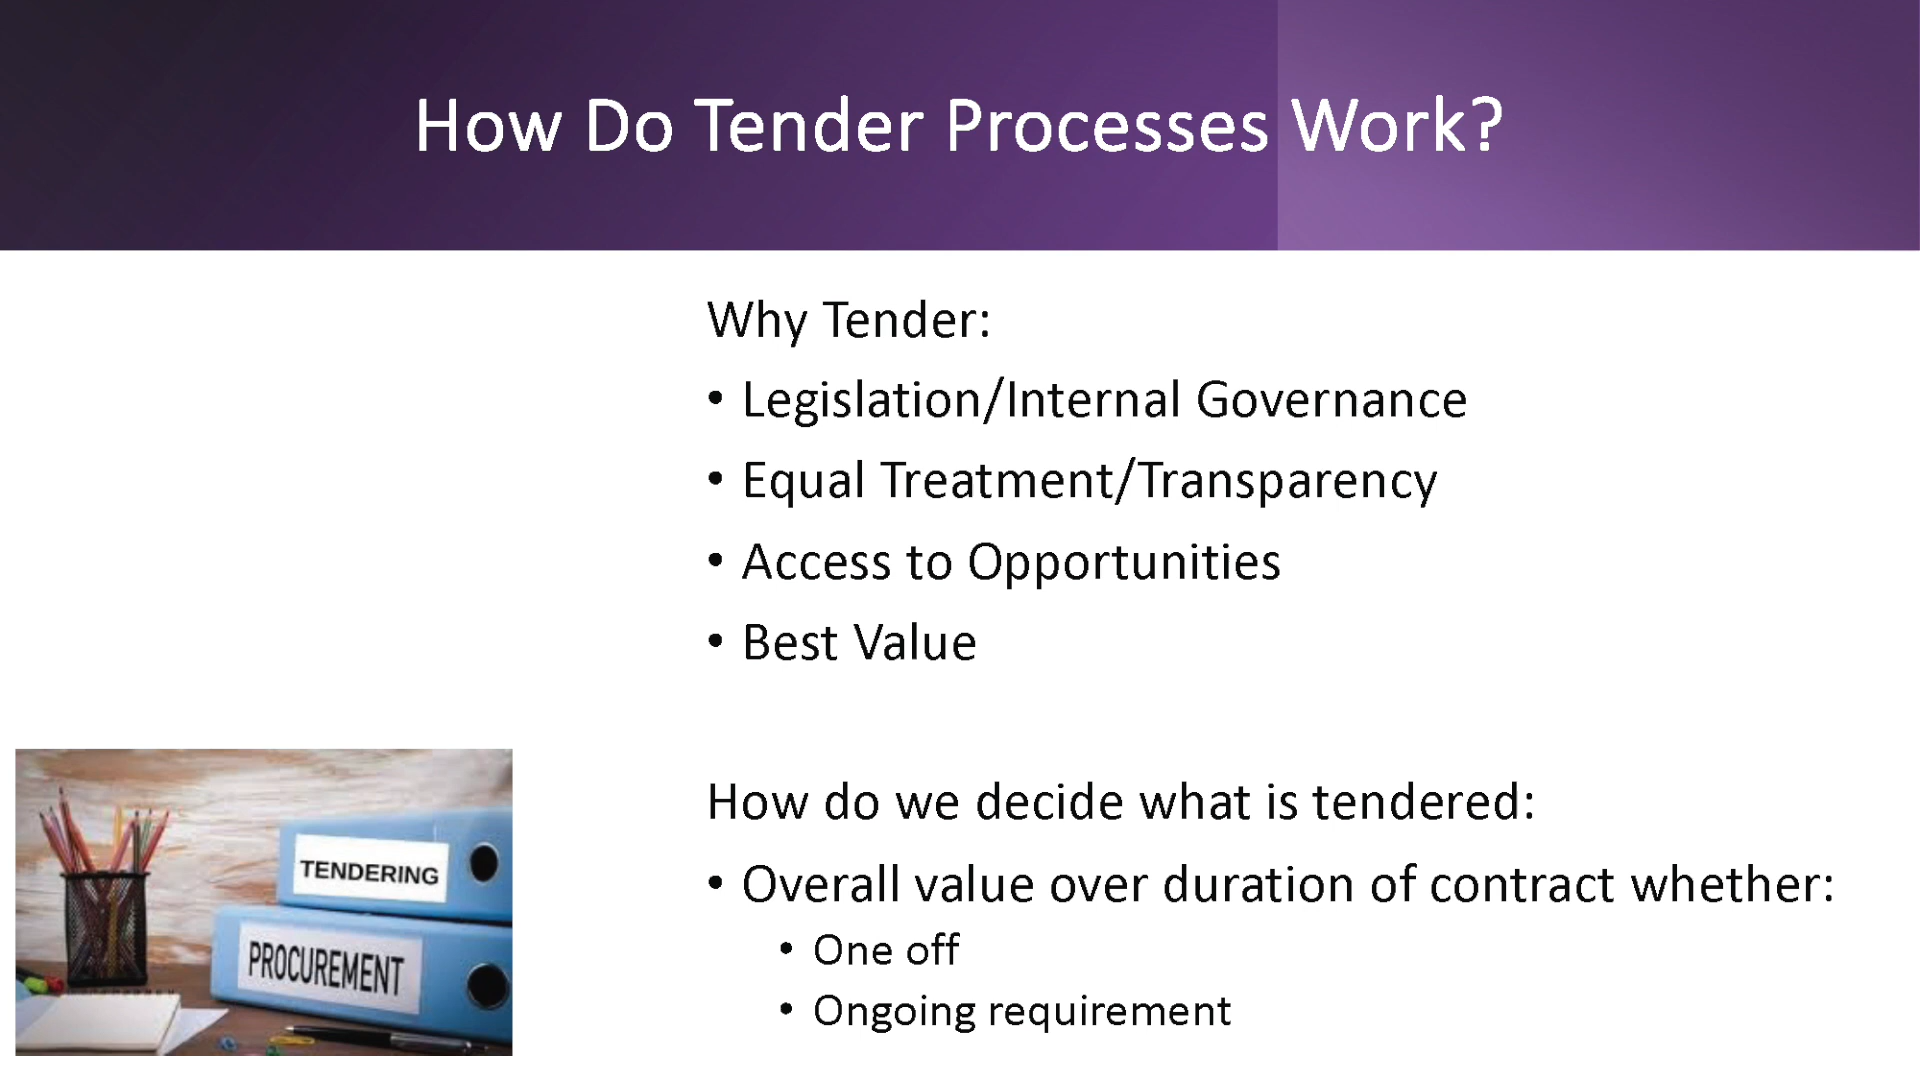 How Do Tender Processes Work?
Why Tender:
• Legislation/Internal Governance
• Equal Treatment/Transparency
• Access to Opportunities
• Best Value
How do we decide what is tendered:
• Overall value over duration of contract whether:
• One off
• Ongoing requirement
TENDERING
PROCUREMENT